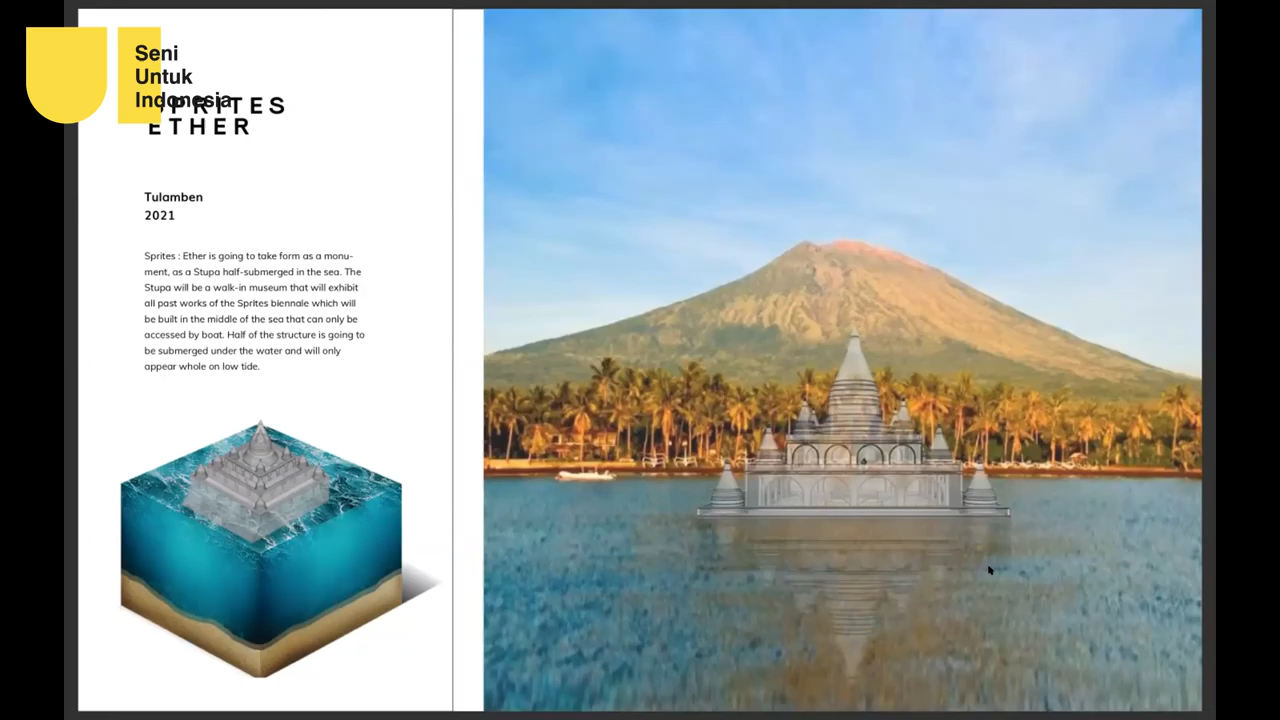 Seni
Untuk
Indonesia
SPRITES
ETHER
Tulamben
2021
Sprites : Ether is going to take form as a monu-
ment, as a Stupa half-submerged in the sea. The
Stupa will be a walk-in museum that will exhibit
all past works of the Sprites biennale which will
be built in the middle of the sea that can only be
accessed by boat. Half of the structure is going to
be submerged under the water and will only
appear whole on low tide.